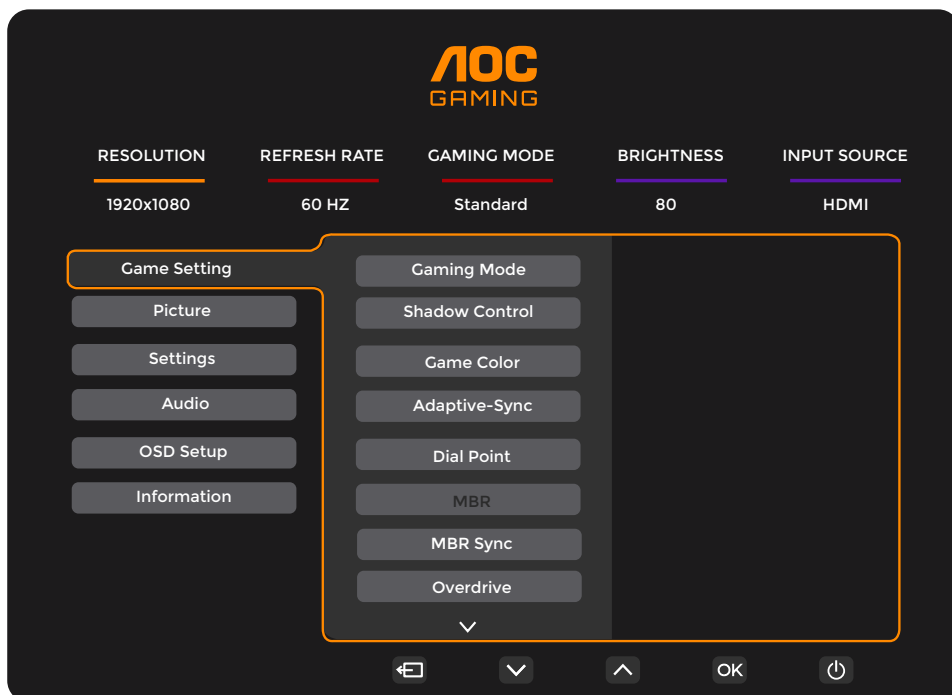 AOC
GAMING
RESOLUTION REFRESH RATE GAMING MODE BRIGHTNESS INPUT SOURCE
1920x1080 60 HZ Standard 80 HDMI
Game Setting
Picture
Settings
Audio
OSD Setup
Information
Gaming Mode
Shadow Control
Game Color
Adaptive-Sync
Dial Point
MBR
MBR Sync
Overdrive
OK